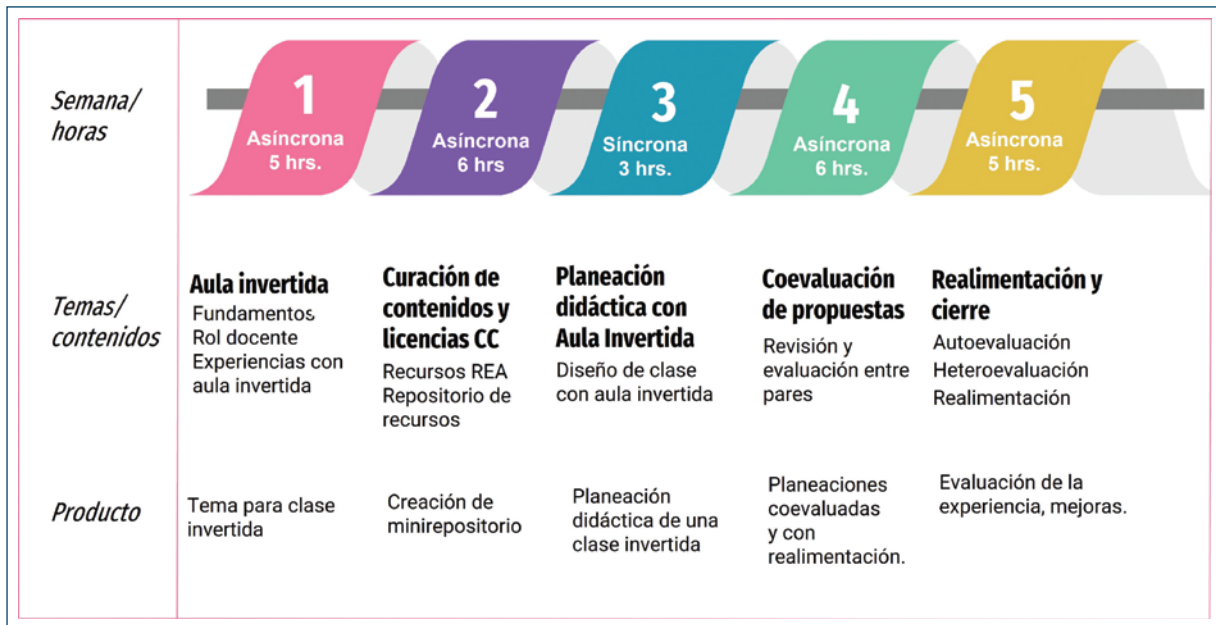 Semana/
horas
1
Asíncrona
5 hrs.
2
Asíncrona
6 hrs
3
Síncrona
3 hrs.
4
Asíncrona
6 hrs.
5
Asíncrona
5 hrs.
Temas/
contenidos
Aula invertida
Fundamentos
Rol docente
Experiencias con
aula invertida
Curación de
contenidos y
licencias CC
Recursos REA
Repositorio de
recursos
Planeación
didáctica con
Aula Invertida
Diseño de clase
con aula invertida
Coevaluación
de propuestas
Revisión y
evaluación entre
pares
Realimentación y
cierre
Autoevaluación
Heteroevaluación
Realimentación
Producto
Tema para clase
invertida
Creación de
minirepositorio
Planeación
didáctica de una
clase invertida
Planeaciones
coevaluadas
y con
realimentación.
Evaluación de la
experiencia, mejoras.